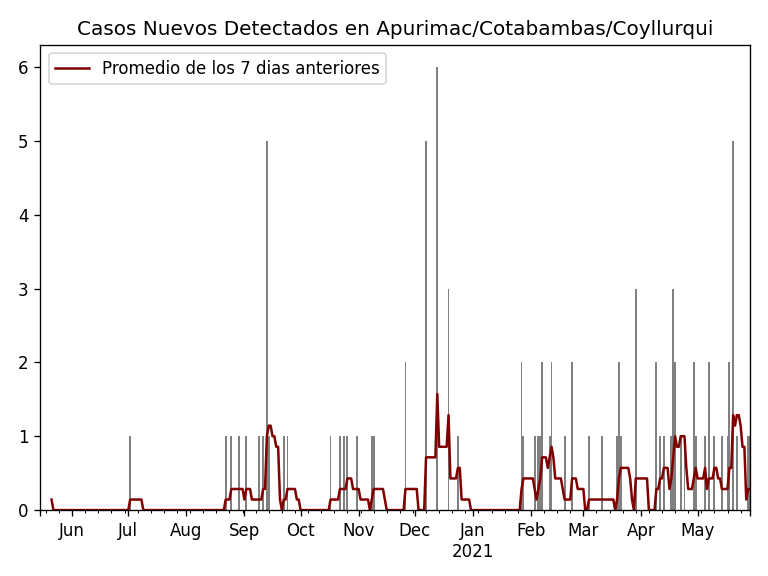 Casos Nuevos Detectados en Apurimac/Cotabambas/Coyllurqui
Promedio de los 7 dias anteriores
6
5
4
3
2
1
0
Jun Jul Aug Sep Oct Nov Dec Jan Feb Mar Apr May
2021